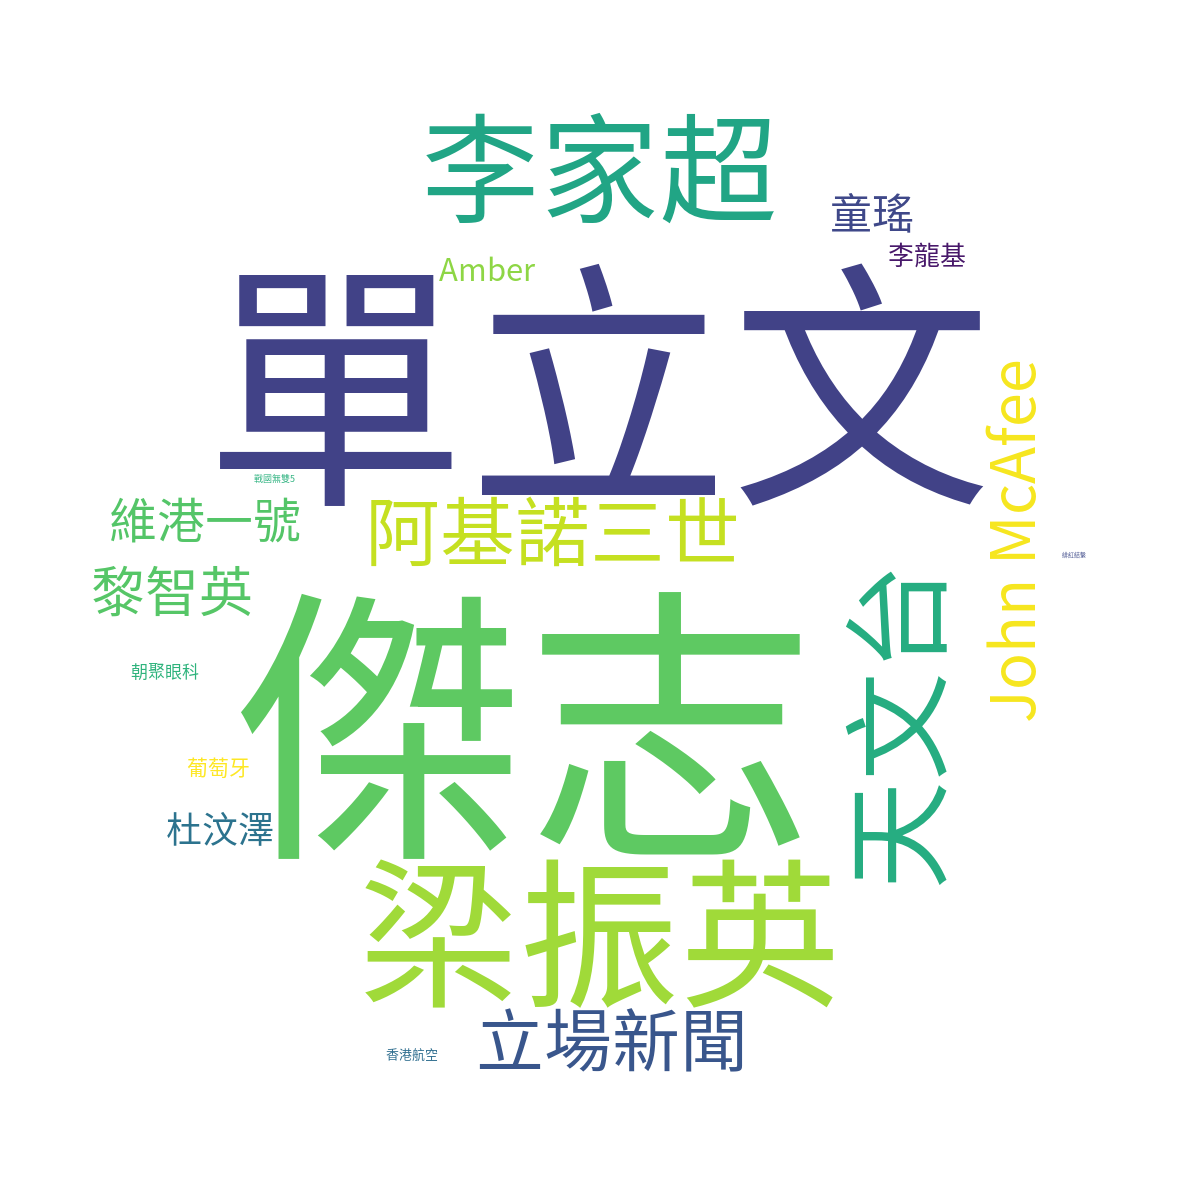 李家超
童瑤
李龍基
Amber
單立文
John McAfee
戰國無雙5
維港一號
阿基諾三世
緋紅結繫
黎智英
天文台
傑志
朝聚眼科
葡萄牙
杜汶澤
梁振英
立場新聞
香港航空